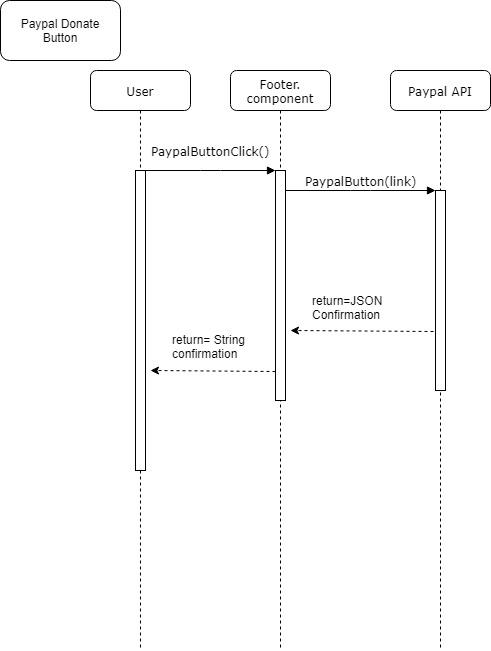 Paypal Donate
Button
User
Footer.
component
Paypal API
PaypalButtonClick()
PaypalButton(link)
return=JSON
Confirmation
return= String
confirmation